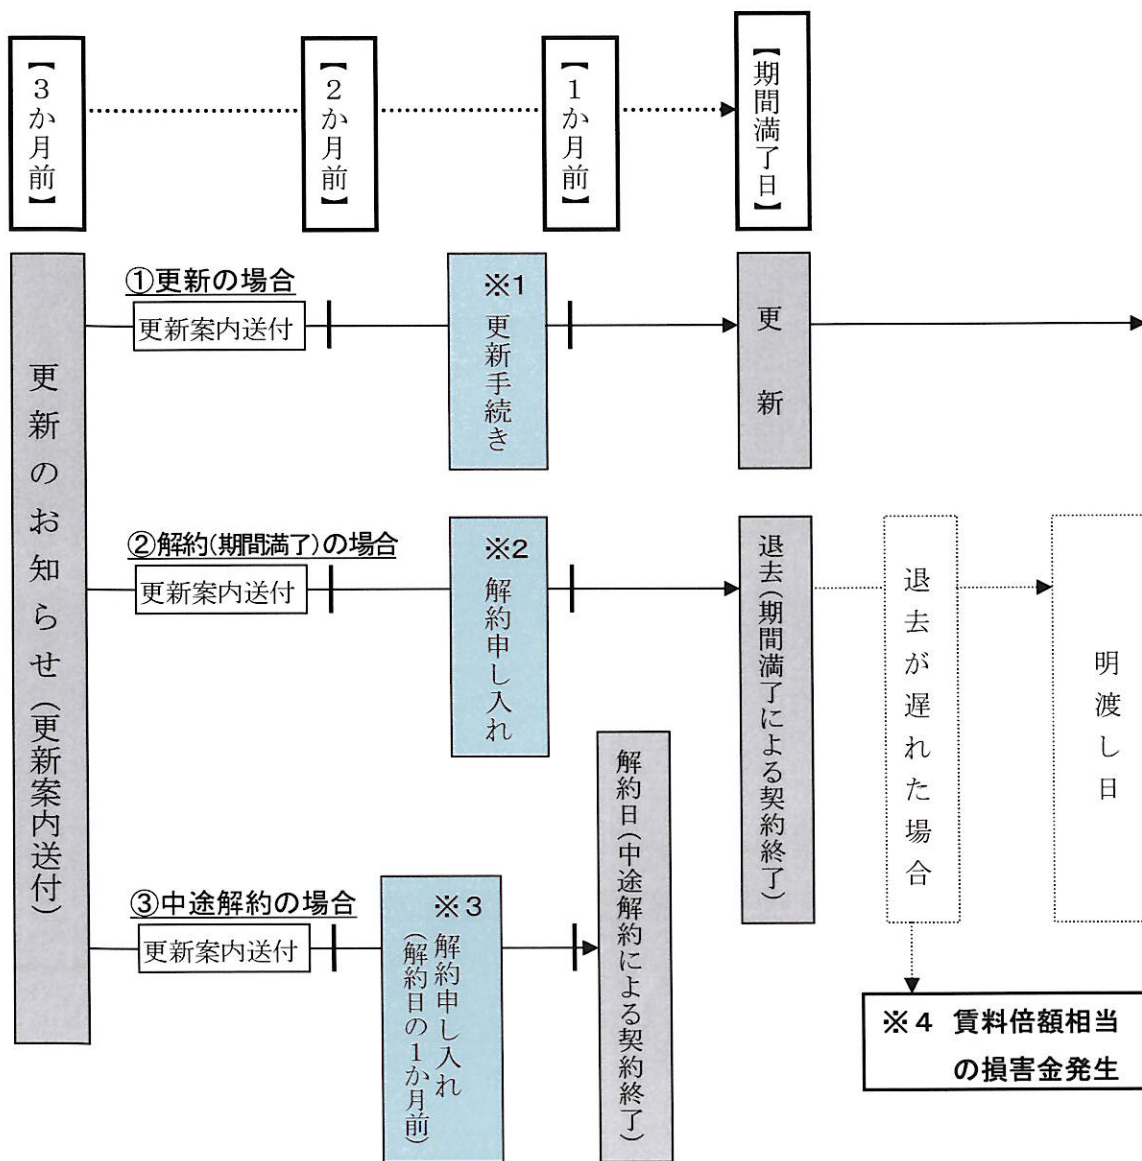 【3か月前】
【2か月前】
【1か月前】
【期間満了日】
更新のお知らせ(更新案内送付)
①更新の場合
更新案内送付
※1
更新手続き
更新
②解約(期間満了)の場合
更新案内送付
※2
解約申し入れ
退去(期間満了による契約終了)
退去が遅れた場合
明渡し日
③中途解約の場合
更新案内送付
※3
解約申し入れ
(解約日の1か月前)
解約日(中途解約による契約終了)
※4 賃料倍額相当
の損害金発生